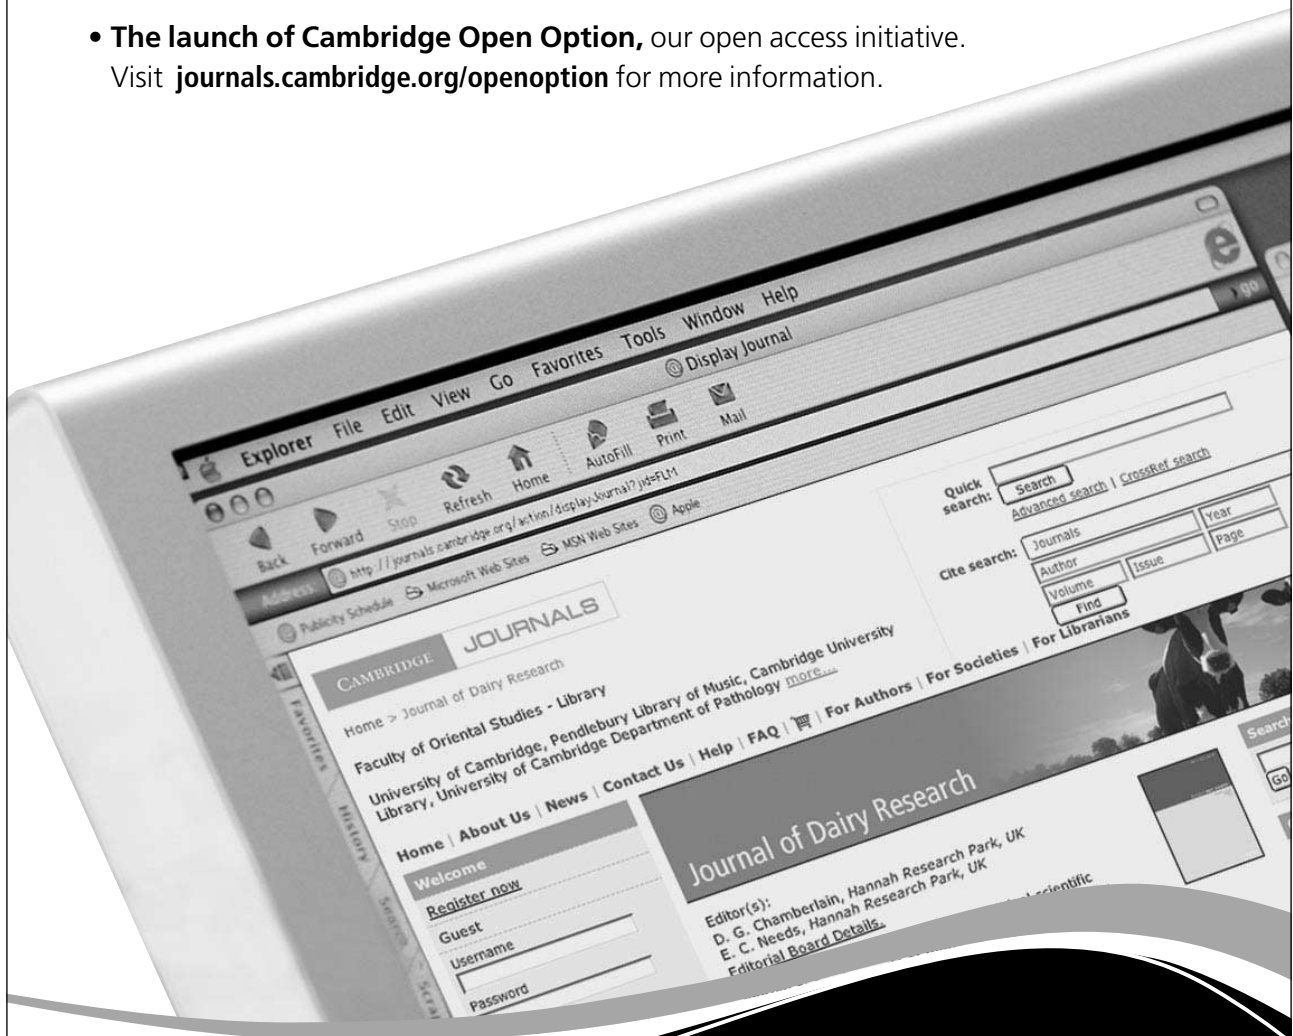 • The launch of Cambridge Open Option, our open access initiative.
Visit journals.cambridge.org/openoption for more information.
Explorer File Edit View Go Favorites Tools Window Help
Display Journal
Back Forward Stop Refresh Home AutoFill Print Mail
Address http://journals.cambridge.org/action/displayJournal?jid=FLM
go
Publicity Schedule Microsoft Web Sites MSN Web Sites Apple
Favorites
History
Search
CAMBRIDGE JOURNALS
Quick search:
Search
Advanced search | CrossRef search
Cite search:
Journals
Author Year
Volume Issue Page
Find
Home > Journal of Dairy Research
Faculty of Oriental Studies - Library
University of Cambridge, Pendlebury Library of Music, Cambridge University
Library, University of Cambridge Department of Pathology more...
Home | About Us | News | Contact Us | Help | FAQ | | For Authors | For Societies | For Librarians
Welcome
Register now
Guest
Username
Password
Journal of Dairy Research
Editor(s):
D. G. Chamberlain, Hannah Research Park, UK
E. C. Needs, Hannah Research Park, UK
Editorial Board Details.
scientific
Search
Go